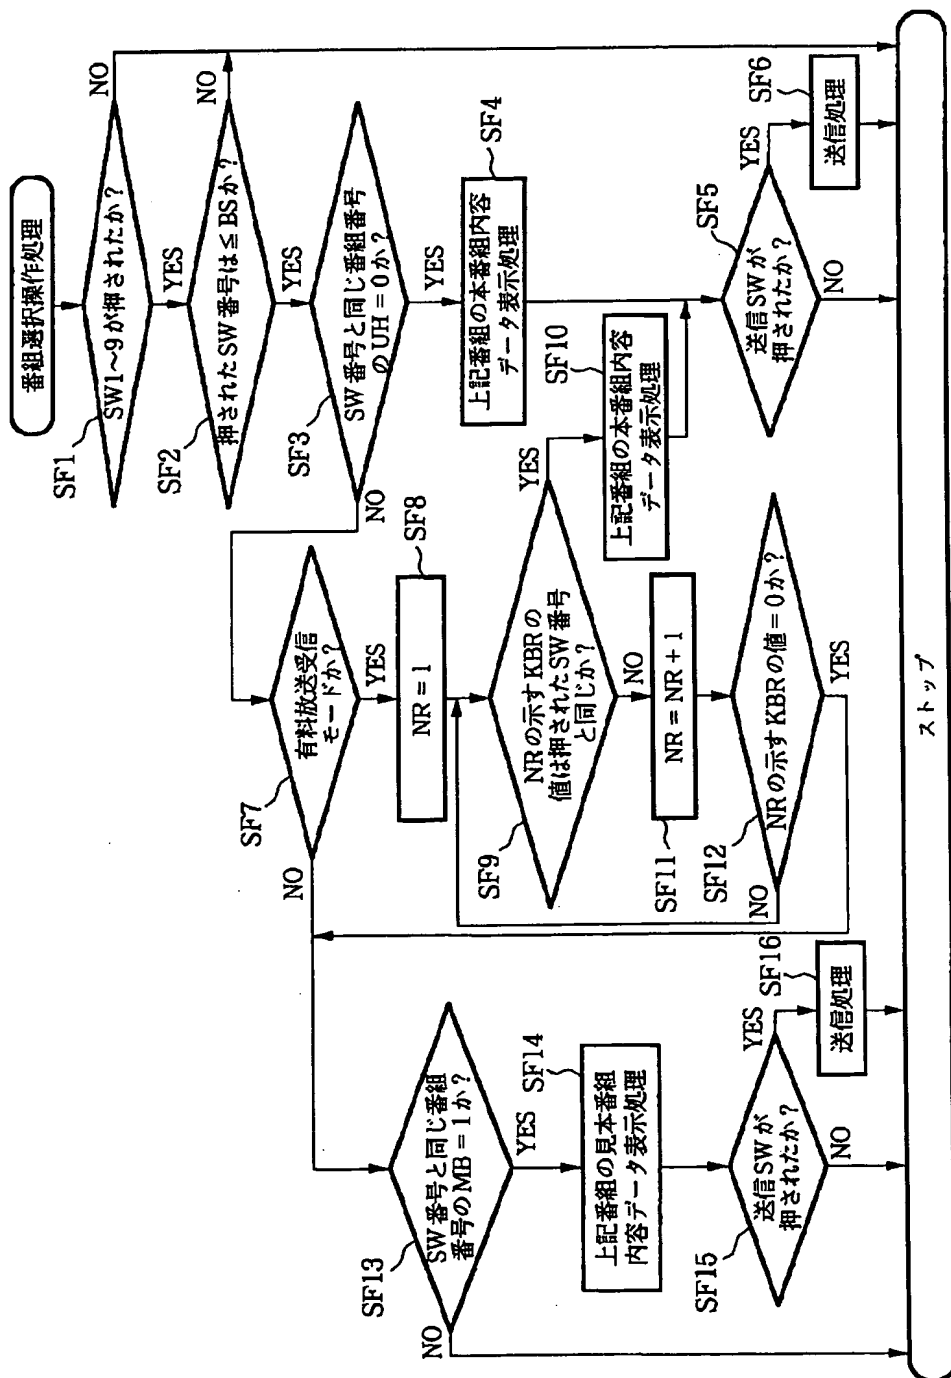 番組選択操作処理
SF1
SW1～9が押されたか?
NO
YES
SF2
押されたSW番号は≦BSか?
NO
YES
SF3
SW番号と同じ番組番号
のUH=0か?
NO
YES
SF4
上記番組の本番組内容
データ表示処理
SF5
送信SWが
押されたか?
YES
NO
SF6
送信処理
SF7
有料放送受信
モードか?
NO
YES
SF8
NR=1
SF9
NRの示すKBRの
値は押されたSW番号
と同じか?
YES
NO
SF10
上記番組の本番組内容
データ表示処理
SF11
NR=NR+1
SF12
NRの示すKBRの値=0か?
NO
YES
SF13
SW番号と同じ番組
番号のMB=1か?
NO
YES
SF14
上記番組の見本番組
内容データ表示処理
SF15
送信SWが
押されたか?
YES
NO
SF16
送信処理
ストップ